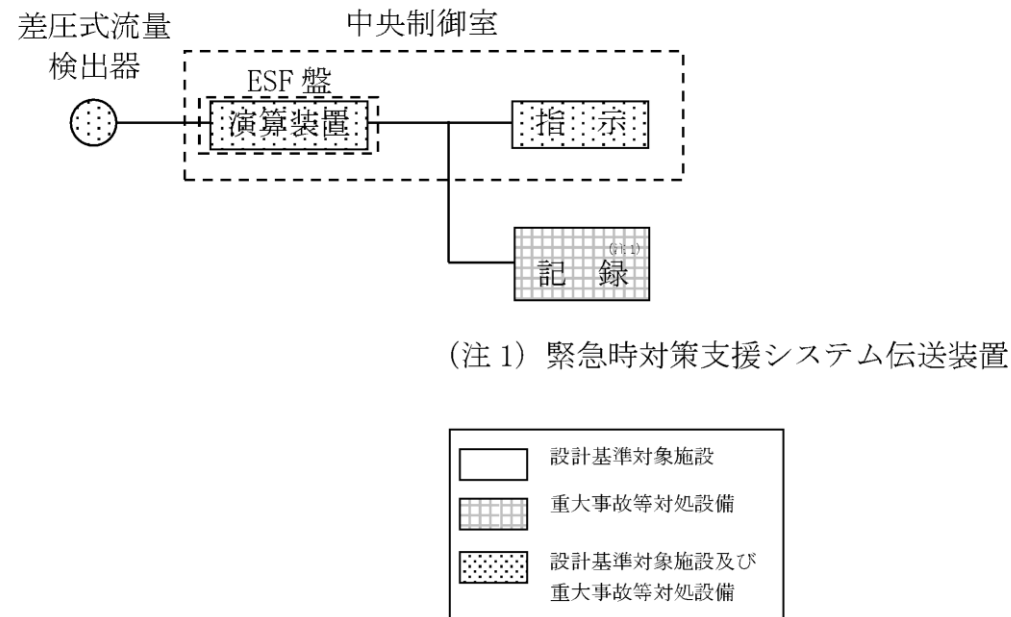 差圧式流量
検出器
中央制御室
ESF 盤
演算装置
指 示
(注1)
記 録
(注 1) 緊急時対策支援システム伝送装置
設計基準対象施設
重大事故等対処設備
設計基準対象施設及び
重大事故等対処設備